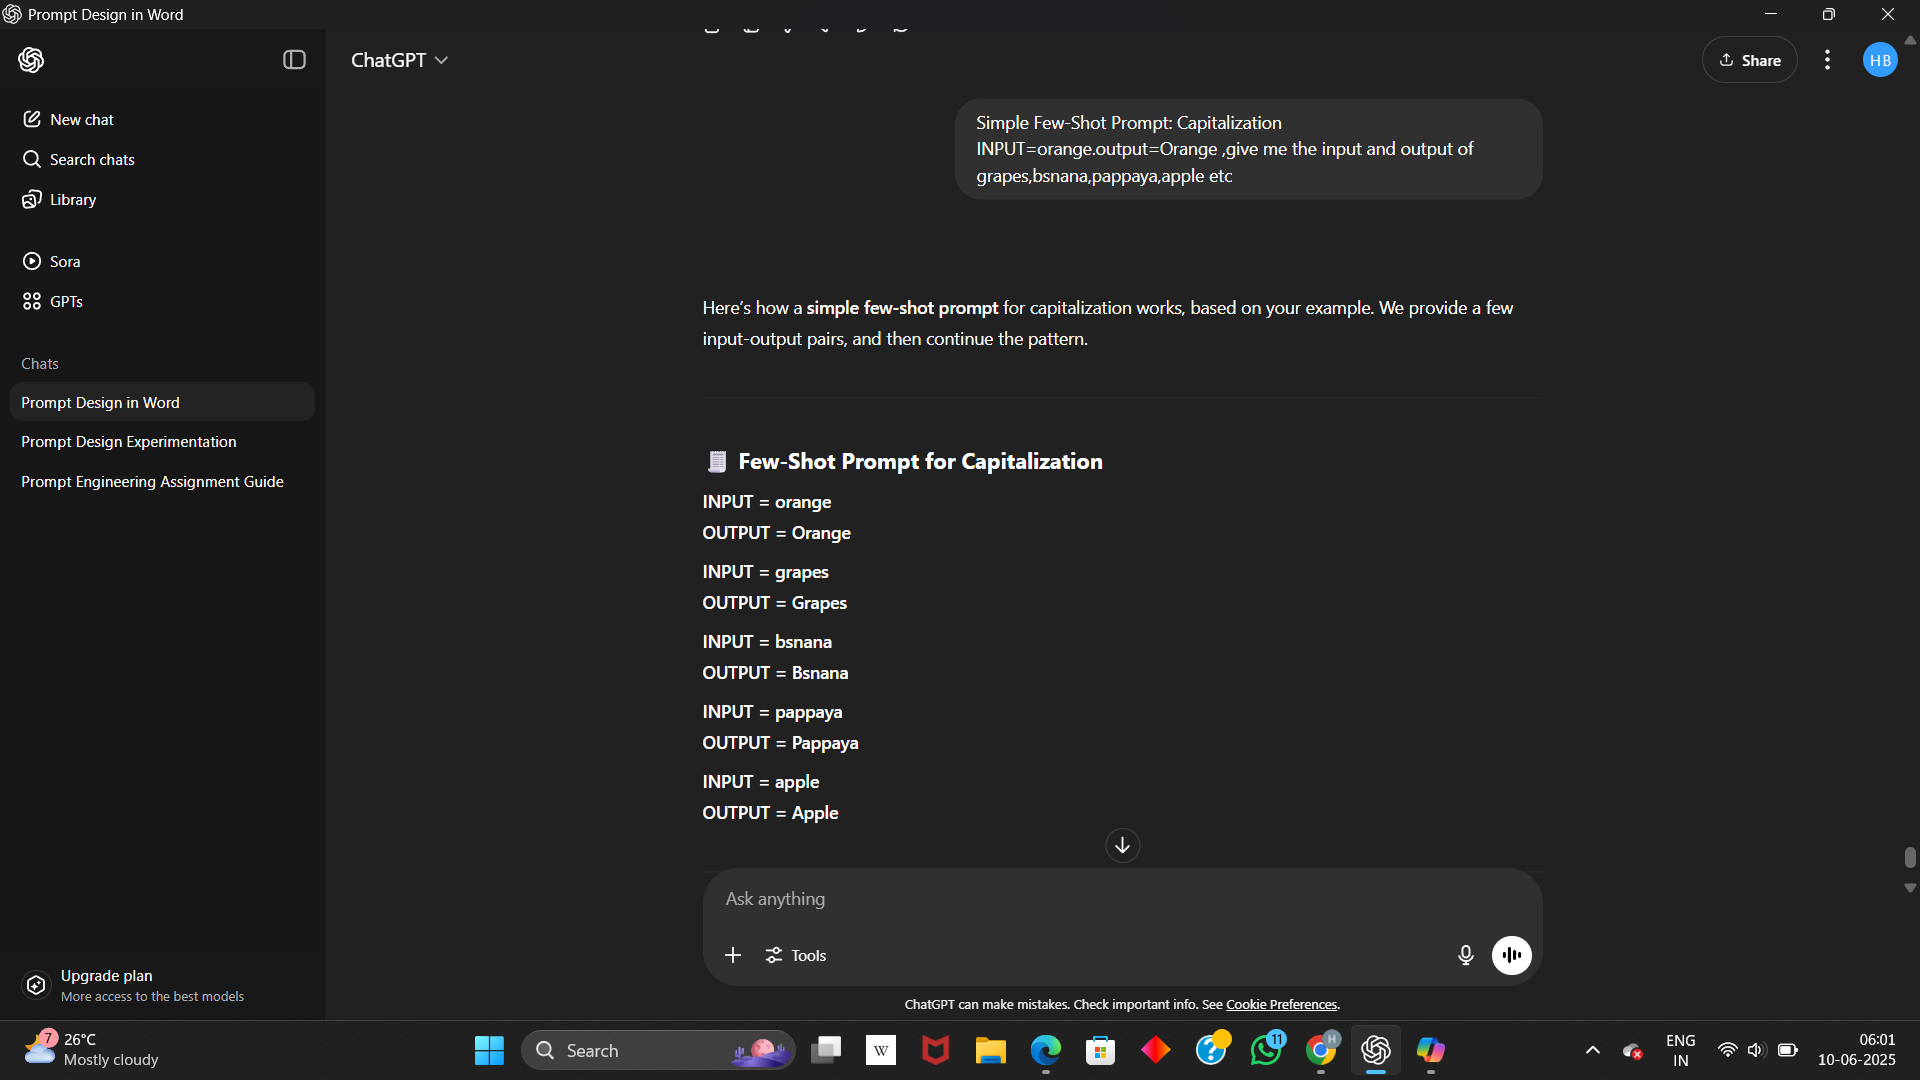 Prompt Design in Word
ChatGPT
Share
HB
New chat
Search chats
Library
Sora
GPTs
Chats
Prompt Design in Word
Prompt Design Experimentation
Prompt Engineering Assignment Guide
Upgrade plan
More access to the best models
Simple Few-Shot Prompt: Capitalization
INPUT=orange.output=Orange ,give me the input and output of
grapes,bsnana,pappaya,apple etc
Here's how a simple few-shot prompt for capitalization works, based on your example. We provide a few
input-output pairs, and then continue the pattern.
Few-Shot Prompt for Capitalization
INPUT = orange
OUTPUT = Orange
INPUT = grapes
OUTPUT = Grapes
INPUT = bsnana
OUTPUT = Bsnana
INPUT = pappaya
OUTPUT = Pappaya
INPUT = apple
OUTPUT = Apple
Ask anything
Tools
ChatGPT can make mistakes. Check important info. See Cookie Preferences.
7
26°C
Mostly cloudy
Search
W
11
H
ENG
IN
06:01
10-06-2025